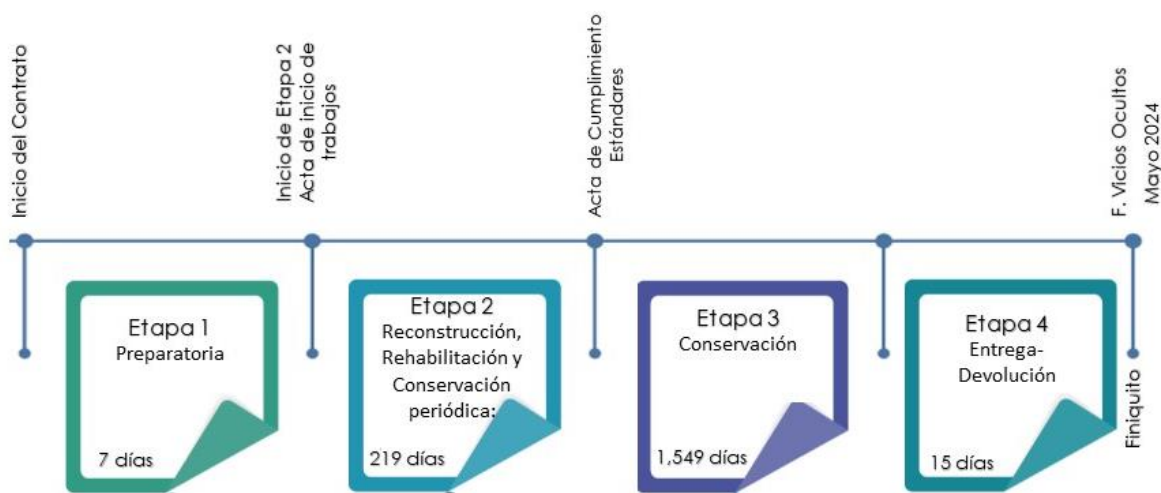 Inicio del Contrato
Inicio de Etapa 2
Acta de inicio de
trabajos
Acta de Cumplimiento
Estándares
F. Vicios Ocultos
Mayo 2024
Etapa 1
Preparatoria
7 días
Etapa 2
Reconstrucción,
Rehabilitación y
Conservación
periódica;
219 días
Etapa 3
Conservación
1,549 días
Etapa 4
Entrega-
Devolución
15 días
Finiquito